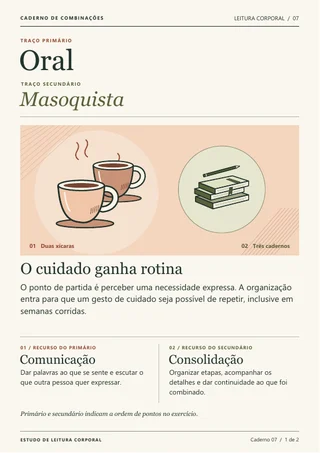 CADERNO DE COMBINAÇÕES
LEITURA CORPORAL / 07
TRAÇO PRIMÁRIO
Oral
TRAÇO SECUNDÁRIO
Masoquista
01 Duas xícaras
02 Três cadernos
O cuidado ganha rotina
O ponto de partida é perceber uma necessidade expressa. A organização
entra para que um gesto de cuidado seja possível de repetir, inclusive em
semanas corridas.
01 / RECURSO DO PRIMÁRIO
Comunicação
Dar palavras ao que se sente e escutar o
que outra pessoa quer expressar.
02 / RECURSO DO SECUNDÁRIO
Consolidação
Organizar etapas, acompanhar os
detalhes e dar continuidade ao que foi
combinado.
Primário e secundário indicam a ordem de pontos no exercício.
ESTUDO DE LEITURA CORPORAL
Caderno 07 / 1 de 2